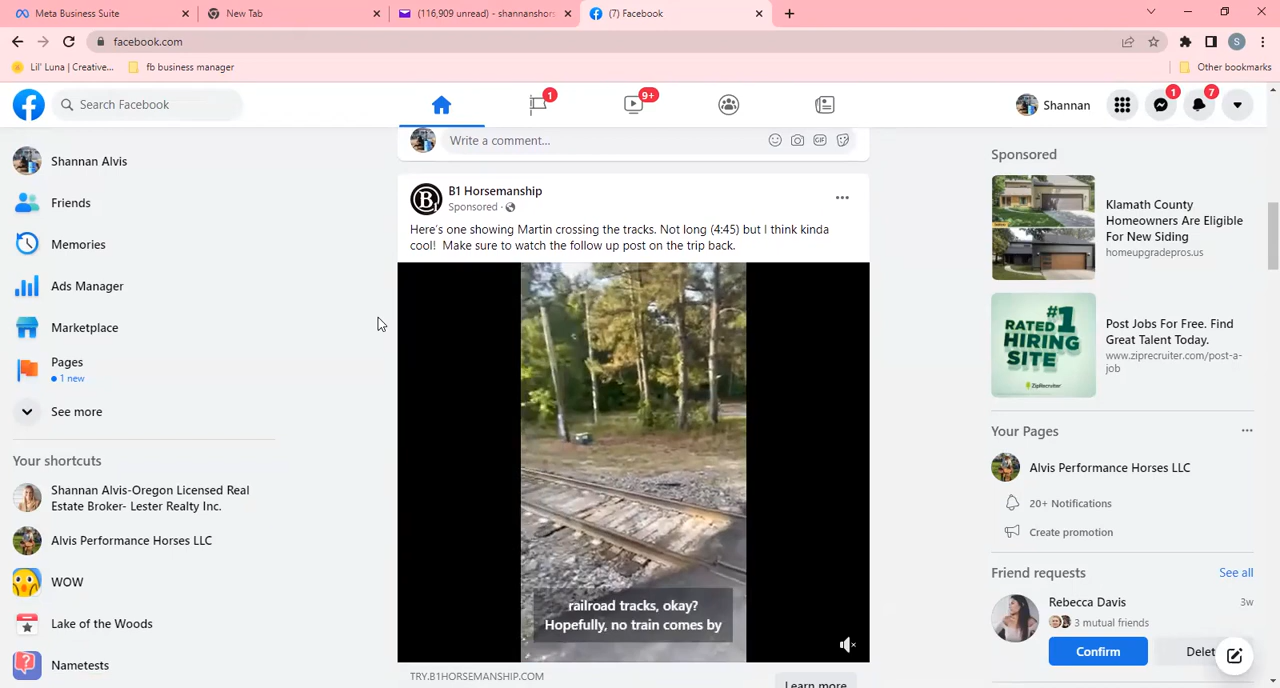 Meta Business Suite
New Tab
(116,909 unread) - shannanshors
(7) Facebook
facebook.com
S
Lil' Luna | Creative...
fb business manager
Other bookmarks
Search Facebook
1
9+
Shannan
1
7
Shannan Alvis
Friends
Memories
Ads Manager
Marketplace
Pages
1 new
See more
Your shortcuts
Shannan Alvis-Oregon Licensed Real
Estate Broker- Lester Realty Inc.
Alvis Performance Horses LLC
WOW
Lake of the Woods
Nametests
Write a comment...
GIF
B1 Horsemanship
Sponsored ·
Here's one showing Martin crossing the tracks. Not long (4:45) but I think kinda
cool! Make sure to watch the follow up post on the trip back.
railroad tracks, okay?
Hopefully, no train comes by
TRY.B1HORSEMANSHIP.COM
Learn more
Sponsored
Klamath County
Homeowners Are Eligible
For New Siding
homeupgradepros.us
RATED #1
HIRING
SITE
ZipRecruiter
Post Jobs For Free. Find
Great Talent Today.
www.ziprecruiter.com/post-a-
job
Your Pages
Alvis Performance Horses LLC
20+ Notifications
Create promotion
Friend requests
See all
Rebecca Davis
3w
3 mutual friends
Confirm
Delet